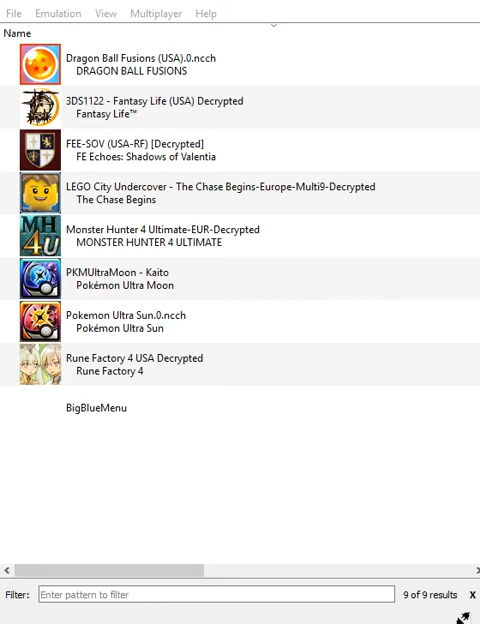 File Emulation View Multiplayer Help
Name
Dragon Ball Fusions (USA).0.ncch
DRAGON BALL FUSIONS
3DS1122 - Fantasy Life (USA) Decrypted
Fantasy Life™
FEE-SOV (USA-RF) [Decrypted]
FE Echoes: Shadows of Valentia
LEGO City Undercover - The Chase Begins-Europe-Multi9-Decrypted
The Chase Begins
MH
4U
Monster Hunter 4 Ultimate-EUR-Decrypted
MONSTER HUNTER 4 ULTIMATE
PKMUltraMoon - Kaito
Pokémon Ultra Moon
Pokemon Ultra Sun.0.ncch
Pokémon Ultra Sun
Rune Factory 4 USA Decrypted
Rune Factory 4
BigBlueMenu
Filter: Enter pattern to filter 9 of 9 results X